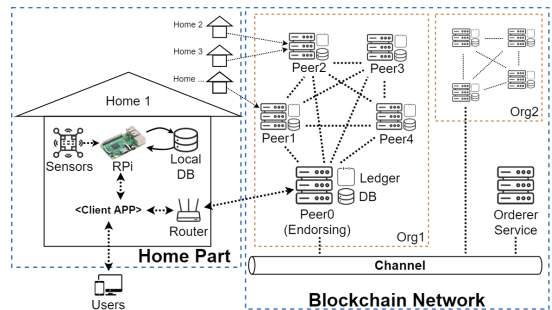 Home 2
Home 3
Home ...
Home 1
Sensors
RPi
Local
DB
<Client APP>
Router
Home Part
Users
Peer2
Peer3
Peer1
Peer4
Peer0
(Endorsing)
Ledger
DB
Org1
Org2
Orderer
Service
Channel
Blockchain Network